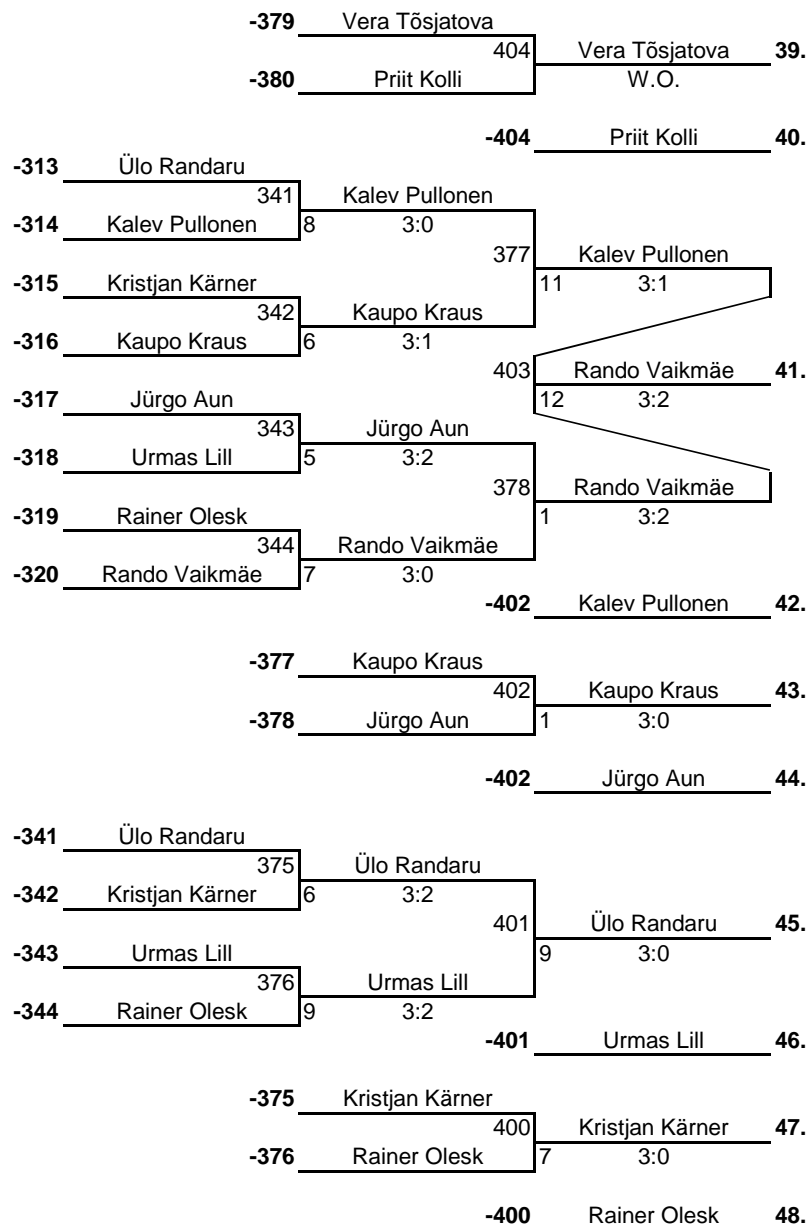 -379 Vera Tõsjatova
404 Vera Tõsjatova 39.
-380 Priit Kolli W.O.
-404 Priit Kolli 40.
-313 Ülo Randaru
341 Kalev Pullonen
-314 Kalev Pullonen 8 3:0
377 Kalev Pullonen
-315 Kristjan Kärner 11 3:1
342 Kaupo Kraus
-316 Kaupo Kraus 6 3:1
403 Rando Vaikmäe 41.
-317 Jürgo Aun 12 3:2
343 Jürgo Aun
-318 Urmas Lill 5 3:2
378 Rando Vaikmäe
-319 Rainer Olesk 1 3:2
344 Rando Vaikmäe
-320 Rando Vaikmäe 7 3:0
-402 Kalev Pullonen 42.
-377 Kaupo Kraus
402 Kaupo Kraus 43.
-378 Jürgo Aun 1 3:0
-402 Jürgo Aun 44.
-341 Ülo Randaru
375 Ülo Randaru
-342 Kristjan Kärner 6 3:2
401 Ülo Randaru 45.
-343 Urmas Lill 9 3:0
376 Urmas Lill
-344 Rainer Olesk 9 3:2
-401 Urmas Lill 46.
-375 Kristjan Kärner
400 Kristjan Kärner 47.
-376 Rainer Olesk 7 3:0
-400 Rainer Olesk 48.